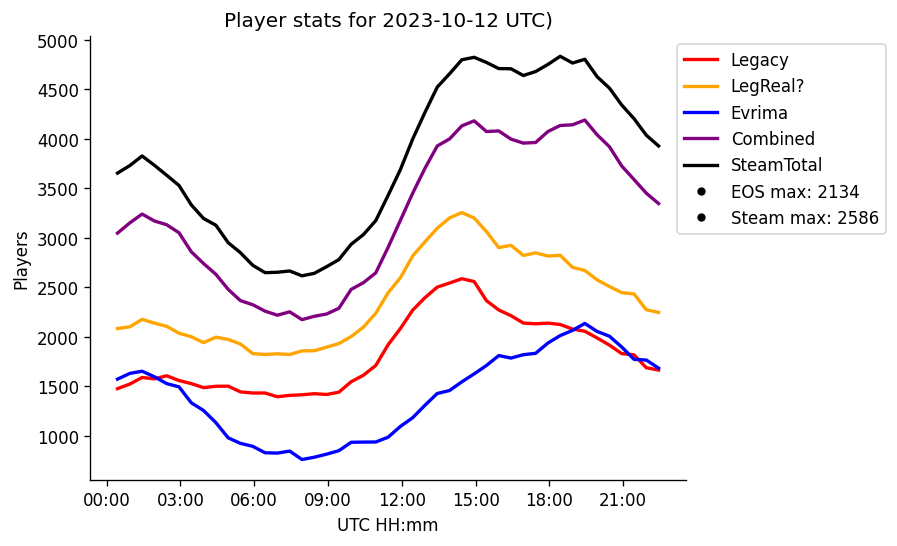 Player stats for 2023-10-12 UTC)
5000
4500
4000
3500
3000
2500
2000
1500
1000
Players
00:00 03:00 06:00 09:00 12:00 15:00 18:00 21:00
UTC HH:mm
Legacy
LegReal?
Evrima
Combined
SteamTotal
EOS max: 2134
Steam max: 2586